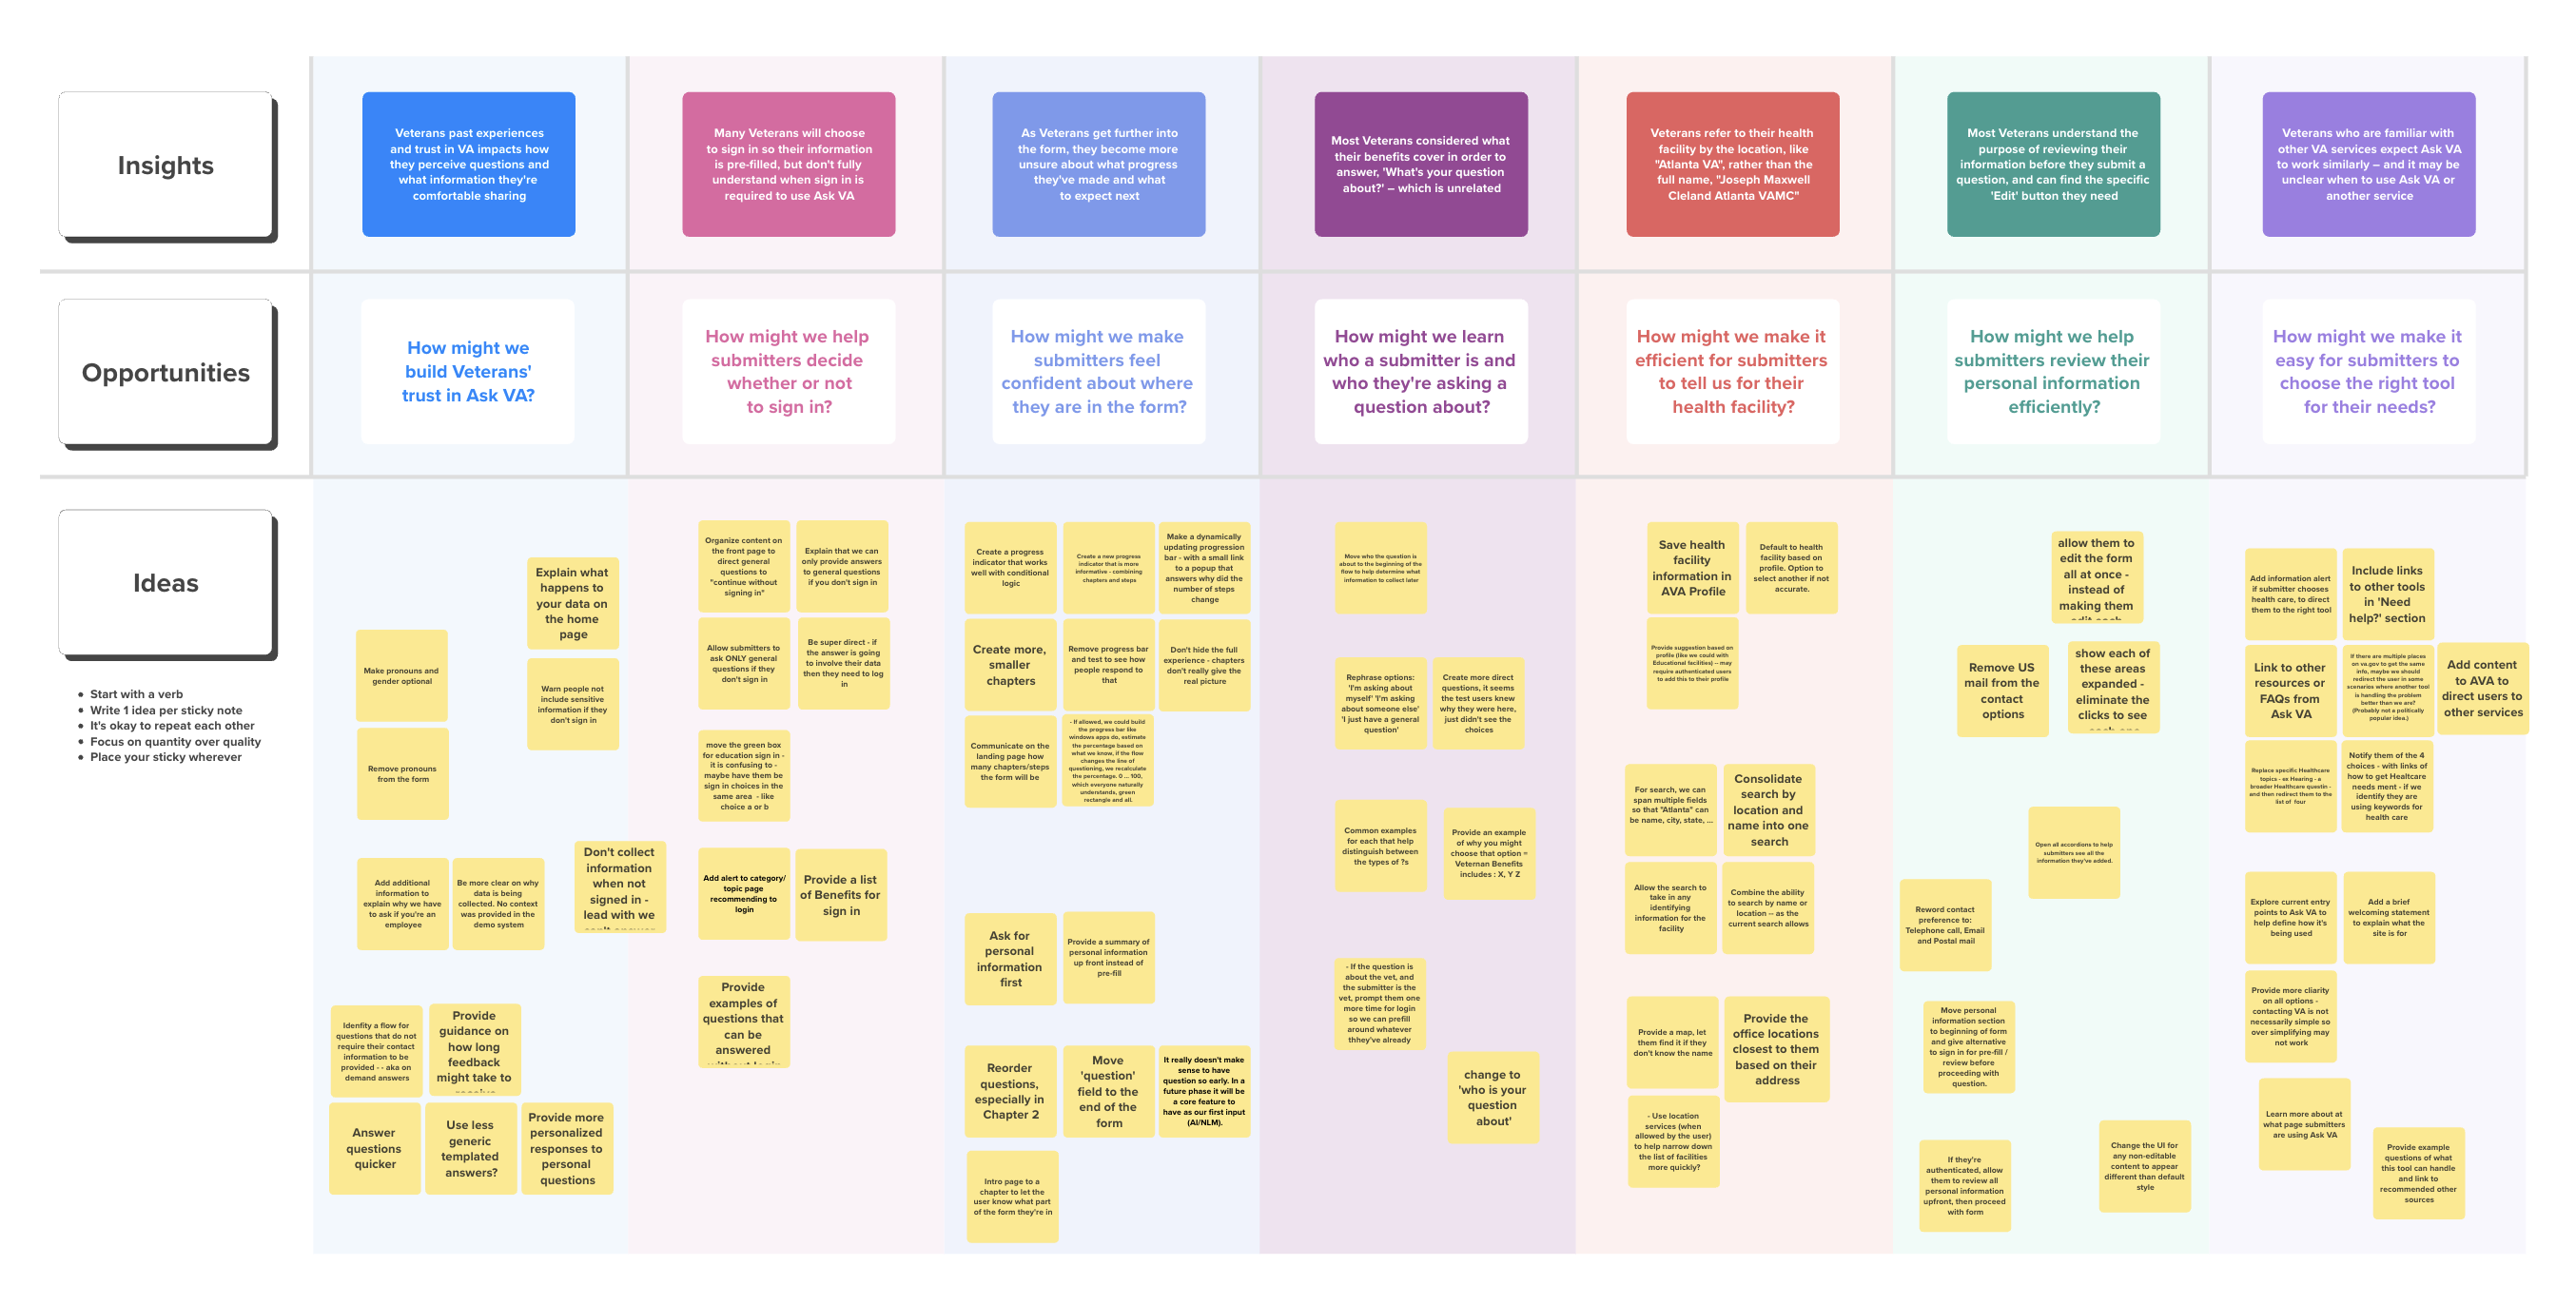 Insights
Veterans past experiences
and trust in VA impacts how
they perceive questions and
what information they're
comfortable sharing
Many Veterans will choose
to sign in so their information
is pre-filled, but don't fully
understand when sign in is
required to use Ask VA
As Veterans get further into
the form, they become more
unsure about what progress
they've made and what
to expect next
Most Veterans considered what
their benefits cover in order to
answer, 'What's your question
about?' – which is unrelated
Veterans refer to their health
facility by the location, like
"Atlanta VA", rather than the
full name, "Joseph Maxwell
Cleland Atlanta VAMC"
Most Veterans understand the
purpose of reviewing their
information before they submit a
question, and can find the specific
'Edit' button they need
Veterans who are familiar with
other VA services expect Ask VA
to work similarly – and it may be
unclear when to use Ask VA or
another service
Opportunities
How might we
build Veterans'
trust in Ask VA?
How might we help
submitters decide
whether or not
to sign in?
How might we make
submitters feel
confident about where
they are in the form?
How might we learn
who a submitter is and
who they're asking a
question about?
How might we make it
efficient for submitters
to tell us for their
health facility?
How might we help
submitters review their
personal information
efficiently?
How might we make it
easy for submitters to
choose the right tool
for their needs?
Ideas
• Start with a verb
• Write 1 idea per sticky note
• It's okay to repeat each other
• Focus on quantity over quality
• Place your sticky wherever
Explain what
happens to
your data on
the home
page
Make pronouns and
gender optional
Warn people not
include sensitive
information if they
don't sign in
Remove pronouns
from the form
Add additional
information to
explain why we have
to ask if you're an
employee
Be more clear on why
data is being
collected. No context
was provided in the
demo system
Don't collect
information
when not
signed in -
lead with we
can't answer
Idenfity a flow for
questions that do not
require their contact
information to be
provided - - aka on
demand answers
Provide
guidance on
how long
feedback
might take to
receive
Answer
questions
quicker
Use less
generic
templated
answers?
Provide more
personalized
responses to
personal
questions
Organize content on
the front page to
direct general
questions to
"continue without
signing in"
Explain that we can
only provide answers
to general questions
if you don't sign in
Allow submitters to
ask ONLY general
questions if they
don't sign in
Be super direct - if
the answer is going
to involve their data
then they need to log
in
move the green box
for education sign in -
it is confusing to -
maybe have them be
sign in choices in the
same area - like
choice a or b
Add alert to category/
topic page
recommending to
login
Provide a list
of Benefits for
sign in
Provide
examples of
questions that
can be
answered
without login
Create a progress
indicator that works
well with conditional
logic
Create a new progress
indicator that is more
informative - combining
chapters and steps
Make a dynamically
updating progression
bar - with a small link
to a popup that
answers why did the
number of steps
change
Create more,
smaller
chapters
Remove progress bar
and test to see how
people respond to
that
Don't hide the full
experience - chapters
don't really give the
real picture
Communicate on the
landing page how
many chapters/steps
the form will be
- If allowed, we could build
the progress bar like
windows apps do, estimate
the percentage based on
what we know, if the flow
changes the line of
questioning, we recalculate
the percentage. 0 ... 100,
which everyone naturally
understands, green
rectangle and all.
Ask for
personal
information
first
Provide a summary of
personal information
up front instead of
pre-fill
Reorder
questions,
especially in
Chapter 2
Move
'question'
field to the
end of the
form
It really doesn't make
sense to have
question so early. In a
future phase it will be
a core feature to
have as our first input
(AI/NLM).
Intro page to a
chapter to let the
user know what part
of the form they're in
Move who the question is
about to the beginning of the
flow to help determine what
information to collect later
Rephrase options:
'I'm asking about
myself' 'I'm asking
about someone else'
'I just have a general
question'
Create more direct
questions, it seems
the test users knew
why they were here,
just didn't see the
choices
Common examples
for each that help
distinguish between
the types of ?s
Provide an example
of why you might
choose that option =
Veternan Benefits
includes : X, Y Z
- If the question is
about the vet, and
the submitter is the
vet, prompt them one
more time for login
so we can prefill
around whatever
thhey've already
change to
'who is your
question
about'
Save health
facility
information in
AVA Profile
Default to health
facility based on
profile. Option to
select another if not
accurate.
Provide suggestion based on
profile (like we could with
Educational facilities) -- may
require authenticated users
to add this to their profile
For search, we can
span multiple fields
so that "Atlanta" can
be name, city, state, ...
Consolidate
search by
location and
name into one
search
Allow the search to
take in any
identifying
information for the
facility
Combine the ability
to search by name or
location -- as the
current search allows
Provide a map, let
them find it if they
don't know the name
Provide the
office locations
closest to them
based on their
address
- Use location
services (when
allowed by the user)
to help narrow down
the list of facilities
more quickly?
allow them to
edit the form
all at once -
instead of
making them
edit each
Remove US
mail from the
contact
options
show each of
these areas
expanded -
eliminate the
clicks to see
each one
Open all accordions to help
submitters see all the
information they've added.
Reword contact
preference to:
Telephone call, Email
and Postal mail
Move personal
information section
to beginning of form
and give alternative
to sign in for pre-fill /
review before
proceeding with
question.
If they're
authenticated, allow
them to review all
personal information
upfront, then proceed
with form
Change the UI for
any non-editable
content to appear
different than default
style
Add information alert
if submitter chooses
health care, to direct
them to the right tool
Include links
to other tools
in 'Need
help?' section
Link to other
resources or
FAQs from
Ask VA
If there are multiple places
on va.gov to get the same
info, maybe we should
redirect the user in some
scenarios where another tool
is handling the problem
better than we are?
(Probably not a politically
popular idea.)
Add content
to AVA to
direct users to
other services
Replace specific Healthcare
topics - ex Hearing - a
broader Healthcare questin -
and then redirect them to the
list of four
Notify them of the 4
choices - with links of
how to get Healtcare
needs ment - if we
identify they are
using keywords for
health care
Explore current entry
points to Ask VA to
help define how it's
being used
Add a brief
welcoming statement
to explain what the
site is for
Provide more cliarity
on all options -
contacting VA is not
necessarily simple so
over simplifying may
not work
Learn more about at
what page submitters
are using Ask VA
Provide example
questions of what
this tool can handle
and link to
recommended other
sources